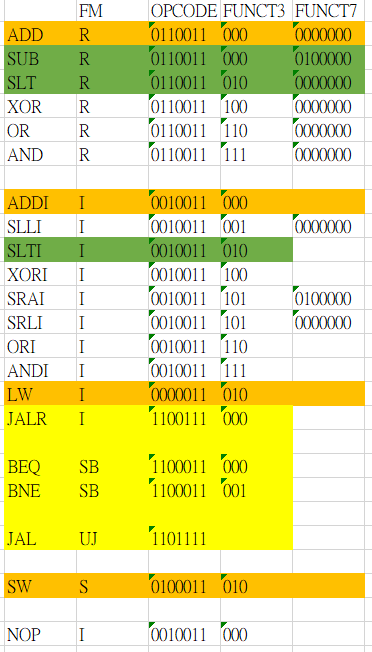 FM OPCODE FUNCT3 FUNCT7
ADD R 0110011 000 0000000
SUB R 0110011 000 0100000
SLT R 0110011 010 0000000
XOR R 0110011 100 0000000
OR R 0110011 110 0000000
AND R 0110011 111 0000000
ADDI I 0010011 000
SLLI I 0010011 001 0000000
SLTI I 0010011 010
XORI I 0010011 100
SRAI I 0010011 101 0100000
SRLI I 0010011 101 0000000
ORI I 0010011 110
ANDI I 0010011 111
LW I 0000011 010
JALR I 1100111 000
BEQ SB 1100011 000
BNE SB 1100011 001
JAL UJ 1101111
SW S 0100011 010
NOP I 0010011 000